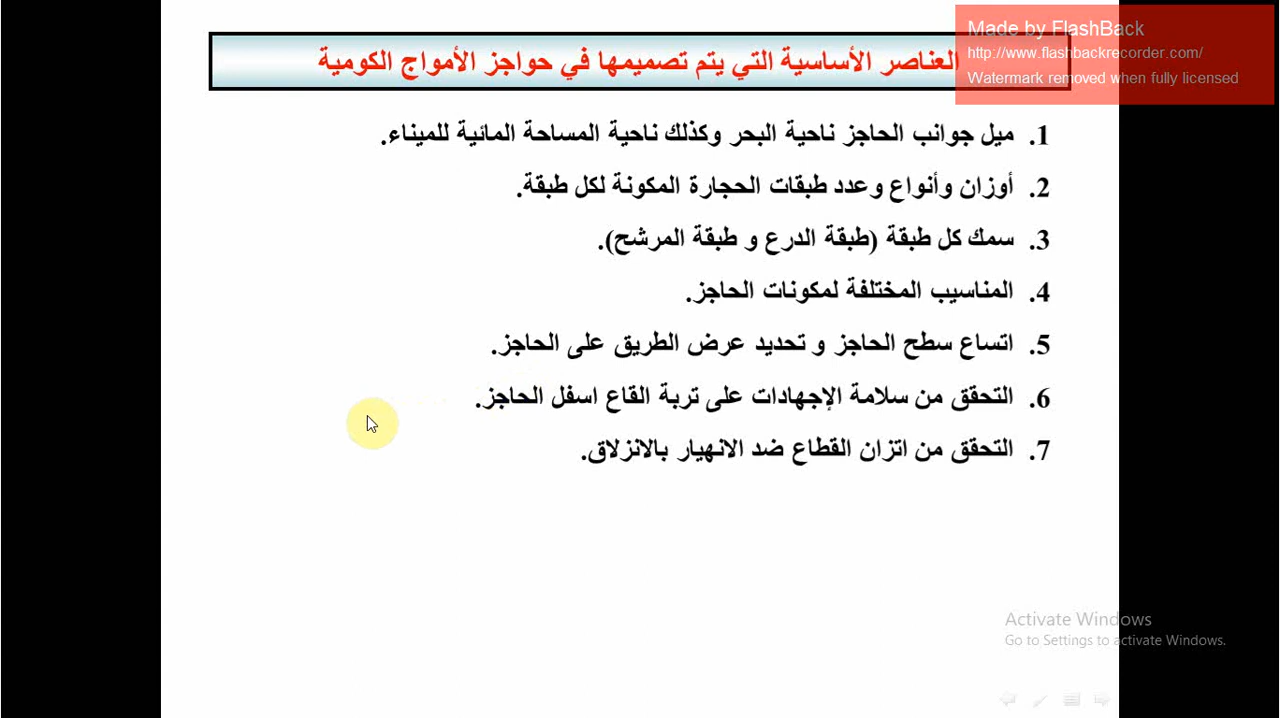 Made by FlashBack
http://www.flashbackrecorder.com/
Watermark removed when fully licensed
العناصر الأساسية التي يتم تصميمها في حواجز الأمواج الكومية
1. ميل جوانب الحاجز ناحية البحر وكذلك ناحية المساحة المائية للميناء.
2. أوزان وأنواع وعدد طبقات الحجارة المكونة لكل طبقة.
3. سمك كل طبقة (طبقة الدرع و طبقة المرشح).
4. المناسيب المختلفة لمكونات الحاجز.
5. اتساع سطح الحاجز و تحديد عرض الطريق على الحاجز.
6. التحقق من سلامة الإجهادات على تربة القاع اسفل الحاجز.
7. التحقق من اتزان القطاع ضد الانهيار بالانزلاق.
Activate Windows
Go to Settings to activate Windows.